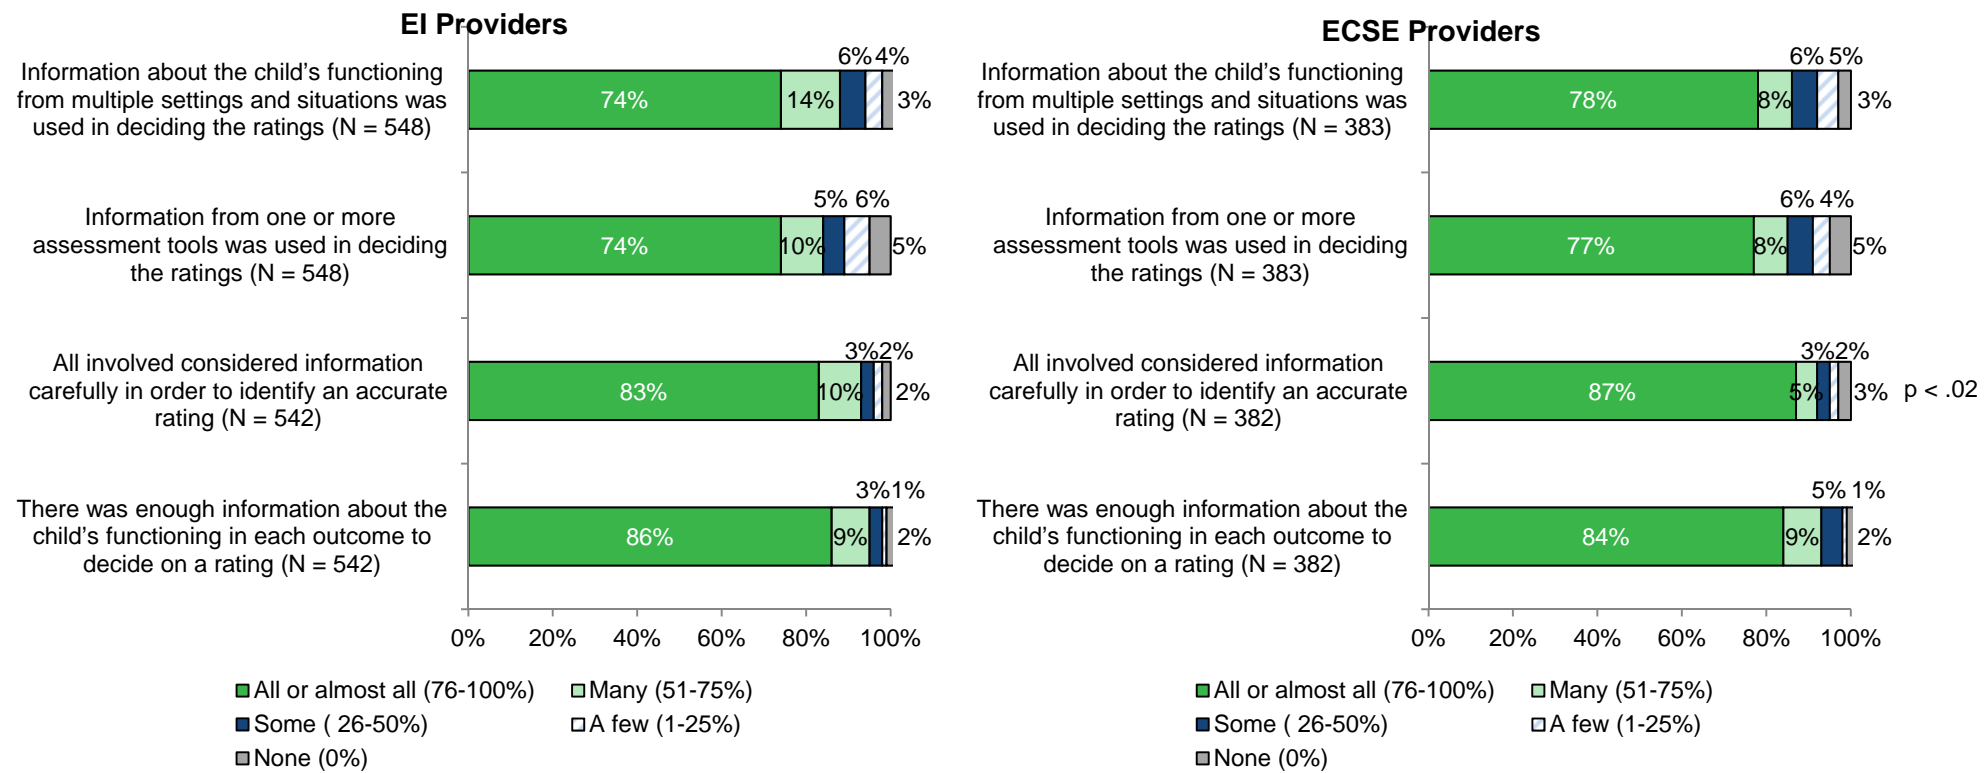 EI Providers
6% 4%
Information about the child’s functioning
from multiple settings and situations was
used in deciding the ratings (N = 548)
74% 14% 3%
5% 6%
Information from one or more
assessment tools was used in deciding
the ratings (N = 548)
74% 10% 5%
3% 2%
All involved considered information
carefully in order to identify an accurate
rating (N = 542)
83% 10% 2%
3% 1%
There was enough information about the
child’s functioning in each outcome to
decide on a rating (N = 542)
86% 9% 2%
0% 20% 40% 60% 80% 100%
All or almost all (76-100%) Many (51-75%)
Some ( 26-50%) A few (1-25%)
None (0%)
ECSE Providers
6% 5%
Information about the child’s functioning
from multiple settings and situations was
used in deciding the ratings (N = 383)
78% 8% 3%
6% 4%
Information from one or more
assessment tools was used in deciding
the ratings (N = 383)
77% 8% 5%
3% 2%
All involved considered information
carefully in order to identify an accurate
rating (N = 382)
87% 5% 3% p < .02
5% 1%
There was enough information about the
child’s functioning in each outcome to
decide on a rating (N = 382)
84% 9% 2%
0% 20% 40% 60% 80% 100%
All or almost all (76-100%) Many (51-75%)
Some ( 26-50%) A few (1-25%)
None (0%)